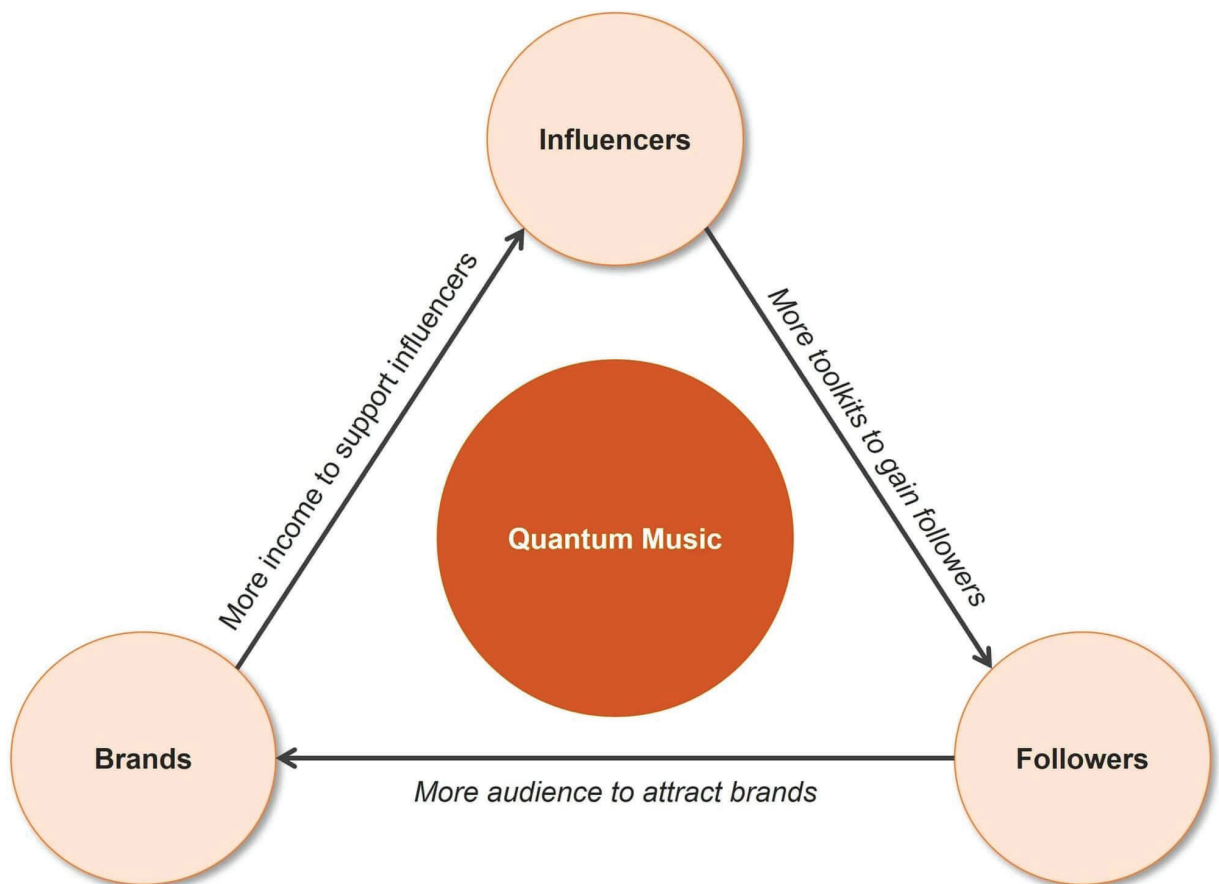 Influencers
More income to support influencers
More toolkits to gain followers
Quantum Music
Brands
More audience to attract brands
Followers